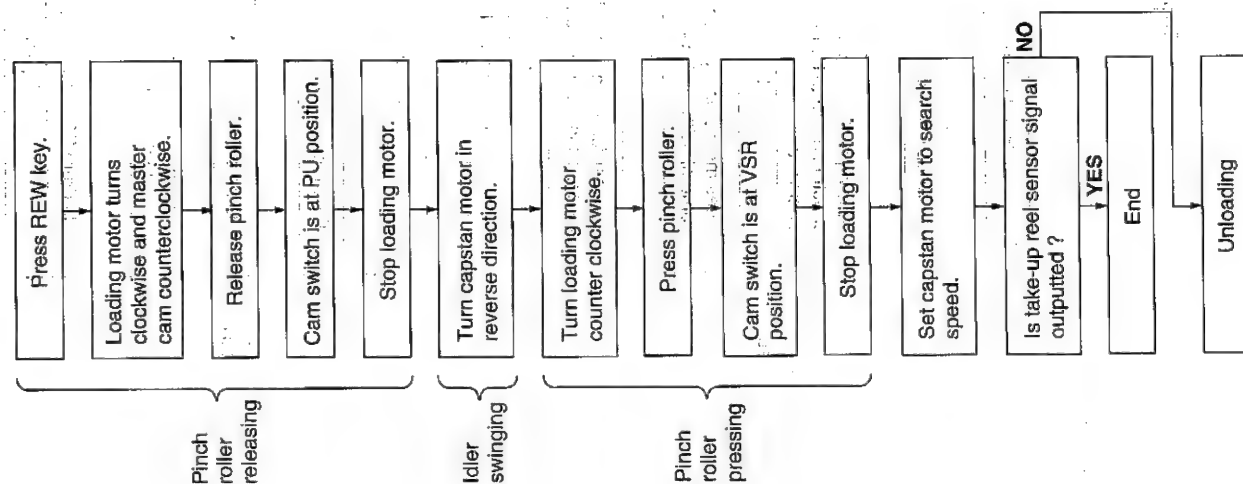 Press REW key.
Loading motor turns
clockwise and master
cam counterclockwise.
Release pinch roller.
Cam switch is at PU position.
Stop loading motor.
Pinch
roller
releasing
Turn capstan motor in
reverse direction.
Idler
swinging
Turn loading motor
counter clockwise.
Press pinch roller.
Cam switch is at VSR
position.
Stop loading motor.
Pinch
roller
pressing
Set capstan motor to search
speed.
Is take-up reel sensor signal
outputted ?
NO
YES
End
Unloading